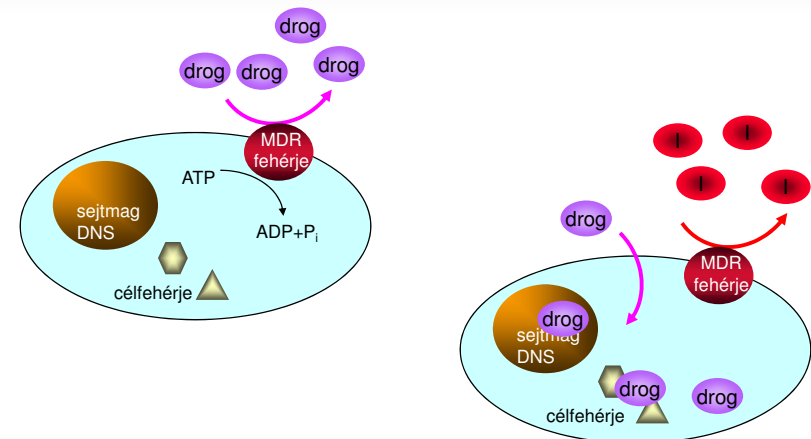 drog
drog
drog
drog
MDR
fehérje
ATP
ADP+Pi
sejtmag
DNS
célfehérje
I
I
I
I
drog
MDR
fehérje
drog
sejtmag
DNS
drog
drog
célfehérje